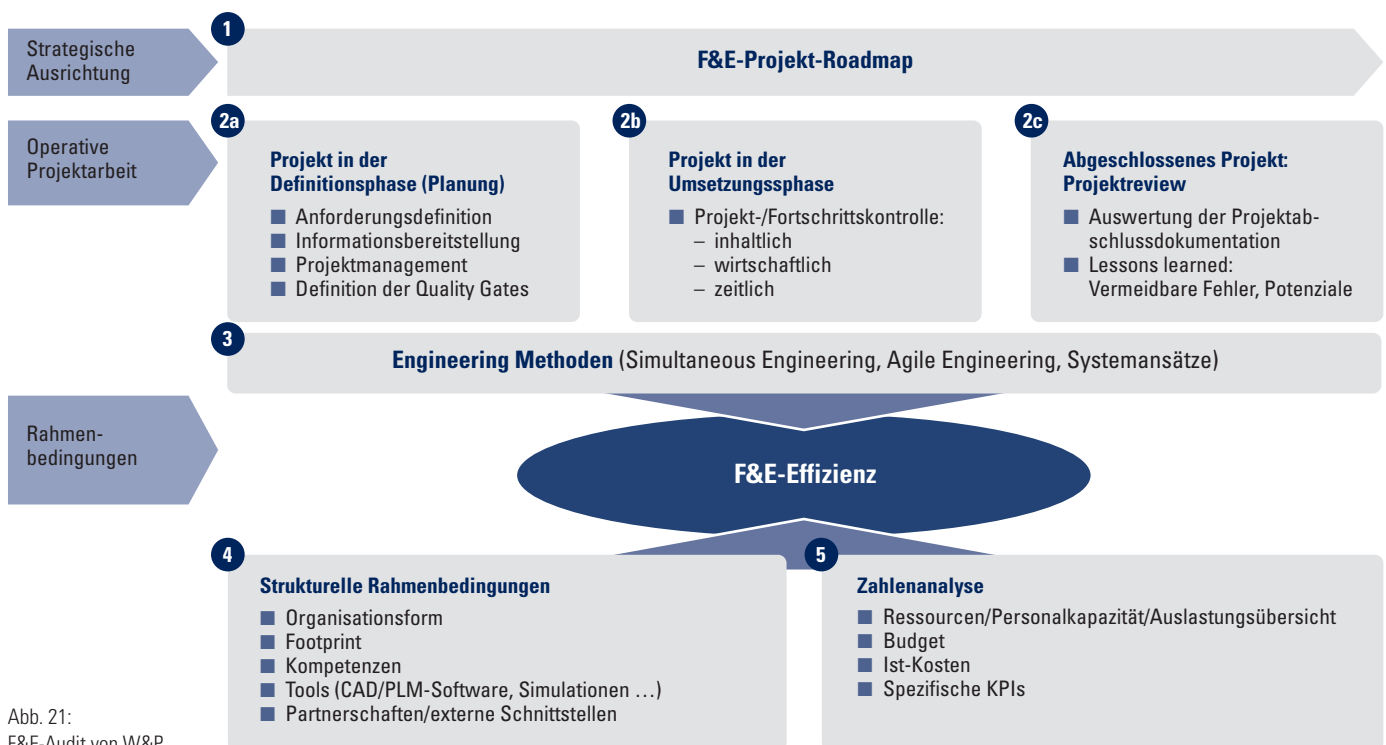 Strategische
Ausrichtung
1
F&E-Projekt-Roadmap
Operative
Projektarbeit
2a
Projekt in der
Definitionsphase (Planung)
■ Anforderungsdefinition
■ Informationsbereitstellung
■ Projektmanagement
■ Definition der Quality Gates
2b
Projekt in der
Umsetzungssphase
■ Projekt-/Fortschrittskontrolle:
– inhaltlich
– wirtschaftlich
– zeitlich
2c
Abgeschlossenes Projekt:
Projektreview
■ Auswertung der Projektab-
schlussdokumentation
■ Lessons learned:
Vermeidbare Fehler, Potenziale
3
Engineering Methoden (Simultaneous Engineering, Agile Engineering, Systemansätze)
Rahmen-
bedingungen
F&E-Effizienz
4
Strukturelle Rahmenbedingungen
■ Organisationsform
■ Footprint
■ Kompetenzen
■ Tools (CAD/PLM-Software, Simulationen …)
■ Partnerschaften/externe Schnittstellen
5
Zahlenanalyse
■ Ressourcen/Personalkapazität/Auslastungsübersicht
■ Budget
■ Ist-Kosten
■ Spezifische KPIs
Abb. 21:
F&E-Audit von W&P